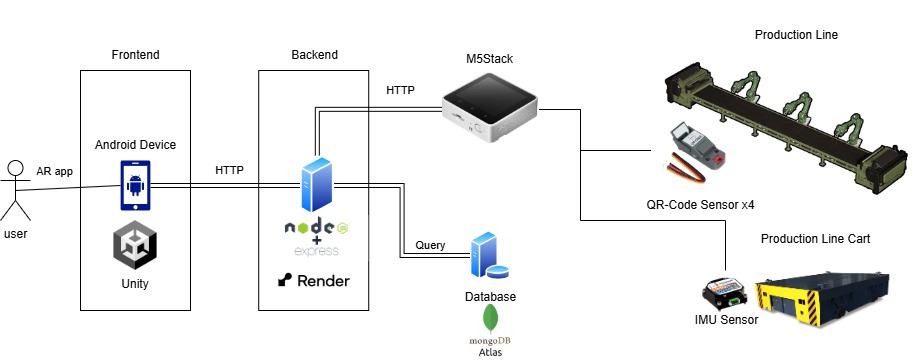 Production Line
Frontend
Backend
M5Stack
HTTP
Android Device
AR app
HTTP
user
QR-Code Sensor x4
node
JS
+
express
Query
Production Line Cart
Unity
Render
Database
IMU Sensor
mongoDB
Atlas